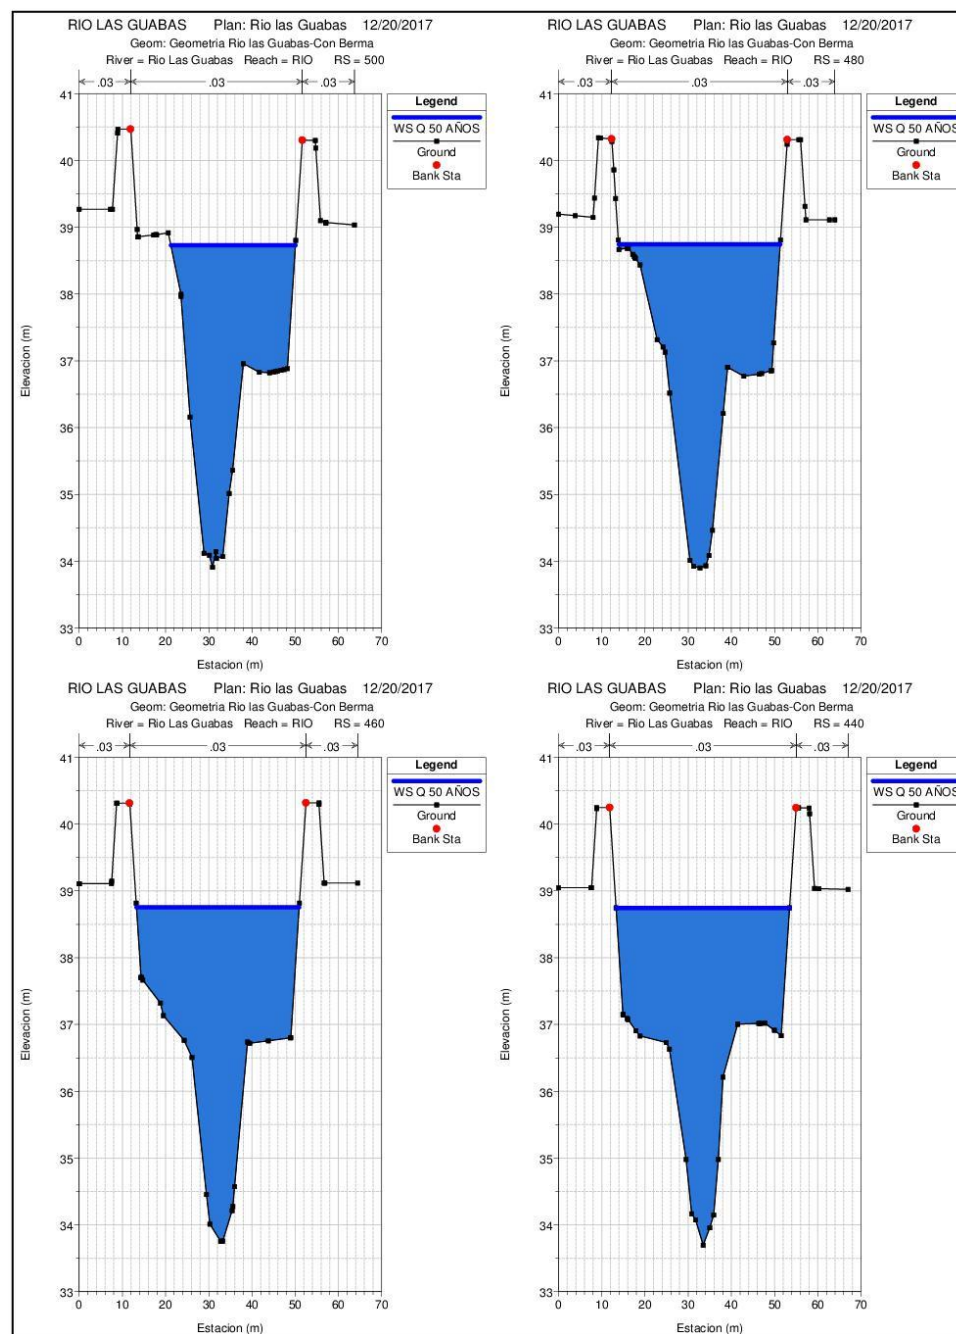 RIO LAS GUABAS Plan: Rio las Guabas 12/20/2017
Geom: Geometria Rio las Guabas-Con Berma
River = Rio Las Guabas Reach = RIO RS = 500
.03 .03 .03
Legend
WS Q 50 AÑOS
Ground
Bank Sta
41
40
39
38
37
36
35
34
33
Elevacion (m)
0 10 20 30 40 50 60 70
Estacion (m)
RIO LAS GUABAS Plan: Rio las Guabas 12/20/2017
Geom: Geometria Rio las Guabas-Con Berma
River = Rio Las Guabas Reach = RIO RS = 480
.03 .03 .03
Legend
WS Q 50 AÑOS
Ground
Bank Sta
41
40
39
38
37
36
35
34
33
Elevacion (m)
0 10 20 30 40 50 60 70
Estacion (m)
RIO LAS GUABAS Plan: Rio las Guabas 12/20/2017
Geom: Geometria Rio las Guabas-Con Berma
River = Rio Las Guabas Reach = RIO RS = 460
.03 .03 .03
Legend
WS Q 50 AÑOS
Ground
Bank Sta
41
40
39
38
37
36
35
34
33
Elevacion (m)
0 10 20 30 40 50 60 70
Estacion (m)
RIO LAS GUABAS Plan: Rio las Guabas 12/20/2017
Geom: Geometria Rio las Guabas-Con Berma
River = Rio Las Guabas Reach = RIO RS = 440
.03 .03 .03
Legend
WS Q 50 AÑOS
Ground
Bank Sta
41
40
39
38
37
36
35
34
33
Elevacion (m)
0 10 20 30 40 50 60 70
Estacion (m)